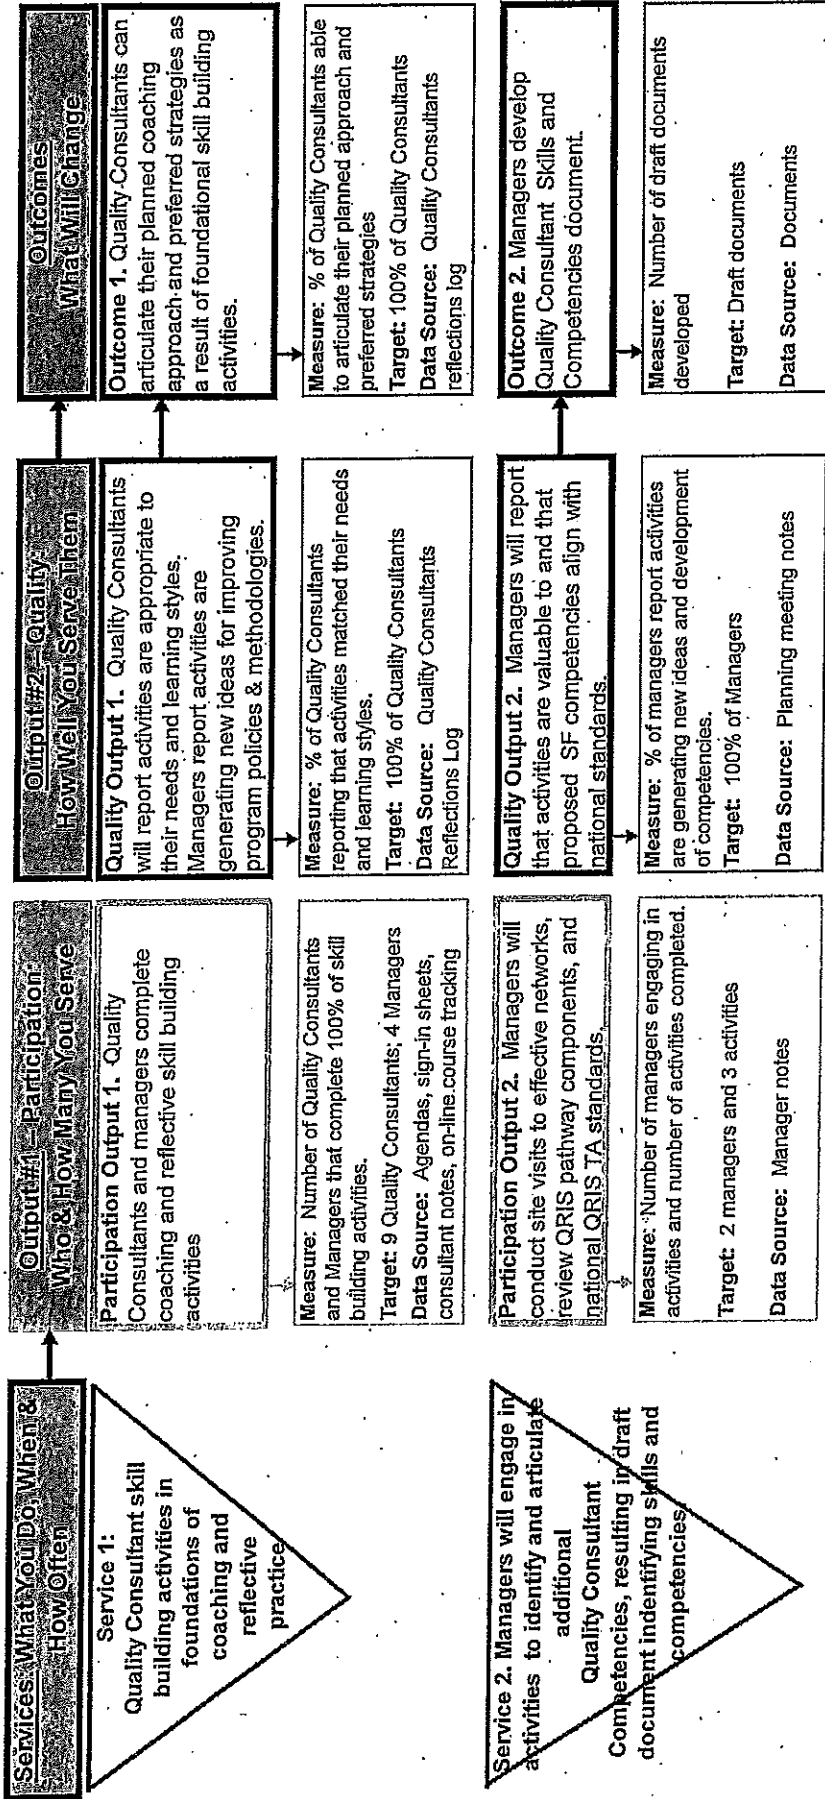 Services: What You Do, When &
How Often
Service 1:
Quality Consultant skill
building activities in
foundations of
coaching and
reflective
practice
Service 2. Managers will engage in
activities to identify and articulate
additional
Quality Consultant
Competencies, resulting in draft
document indentifying skills and
competencies
Output #1 – Participation:
Who & How Many You Serve
Participation Output 1. Quality
Consultants and managers complete
coaching and reflective skill building
activities
Measure: Number of Quality Consultants
and Managers that complete 100% of skill
building activities.
Target: 9 Quality Consultants; 4 Managers
Data Source: Agendas, sign-in sheets,
consultant notes, on-line course tracking
Participation Output 2. Managers will
conduct site visits to effective networks,
review QRIS pathway components, and
national QRIS TA standards.
Measure: Number of managers engaging in
activities and number of activities completed.
Target: 2 managers and 3 activities
Data Source: Manager notes
Output #2 – Quality:
How Well You Serve Them
Quality Output 1. Quality Consultants
will report activities are appropriate to
their needs and learning styles.
Managers report activities are
generating new ideas for improving
program policies & methodologies.
Measure: % of Quality Consultants
reporting that activities matched their needs
and learning styles.
Target: 100% of Quality Consultants
Data Source: Quality Consultants
Reflections Log
Quality Output 2. Managers will report
that activities are valuable to and that
proposed SF competencies align with
national standards.
Measure: % of managers report activities
are generating new ideas and development
of competencies.
Target: 100% of Managers
Data Source: Planning meeting notes
Outcomes
What Will Change
Outcome 1. Quality Consultants can
articulate their planned coaching
approach and preferred strategies as
a result of foundational skill building
activities.
Measure: % of Quality Consultants able
to articulate their planned approach and
preferred strategies
Target: 100% of Quality Consultants
Data Source: Quality Consultants
reflections log
Outcome 2. Managers develop
Quality Consultant Skills and
Competencies document.
Measure: Number of draft documents
developed
Target: Draft documents
Data Source: Documents